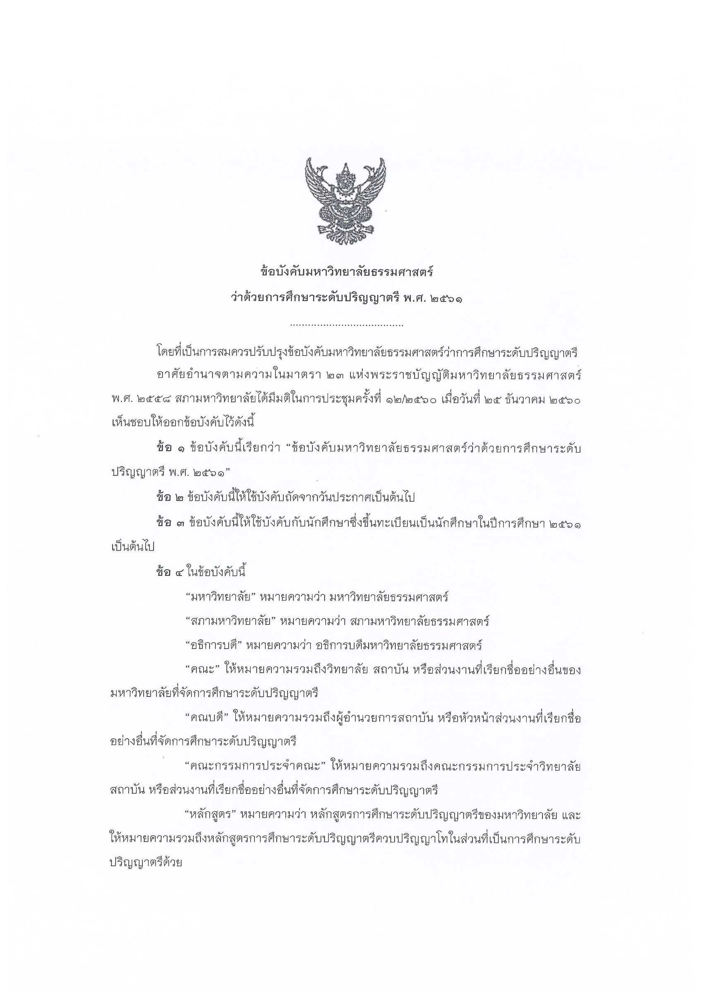 ข้อบังคับมหาวิทยาลัยธรรมศาสตร์
ว่าด้วยการศึกษาระดับปริญญาตรี พ.ศ. ๒๕๖๑
......................................
โดยที่เป็นการสมควรปรับปรุงข้อบังคับมหาวิทยาลัยธรรมศาสตร์ว่าการศึกษาระดับปริญญาตรี
อาศัยอำนาจตามความในมาตรา ๒๓ แห่งพระราชบัญญัติมหาวิทยาลัยธรรมศาสตร์
พ.ศ. ๒๕๕๘ สภามหาวิทยาลัยได้มีมติในการประชุมครั้งที่ ๑๒/๒๕๖๐ เมื่อวันที่ ๒๕ ธันวาคม ๒๕๖๐
เห็นชอบให้ออกข้อบังคับไว้ดังนี้
ข้อ ๑ ข้อบังคับนี้เรียกว่า “ข้อบังคับมหาวิทยาลัยธรรมศาสตร์ว่าด้วยการศึกษาระดับ
ปริญญาตรี พ.ศ. ๒๕๖๑”
ข้อ ๒ ข้อบังคับนี้ให้ใช้บังคับถัดจากวันประกาศเป็นต้นไป
ข้อ ๓ ข้อบังคับนี้ให้ใช้บังคับกับนักศึกษาซึ่งขึ้นทะเบียนเป็นนักศึกษาในปีการศึกษา ๒๕๖๑
เป็นต้นไป
ข้อ ๔ ในข้อบังคับนี้
“มหาวิทยาลัย” หมายความว่า มหาวิทยาลัยธรรมศาสตร์
“สภามหาวิทยาลัย” หมายความว่า สภามหาวิทยาลัยธรรมศาสตร์
“อธิการบดี” หมายความว่า อธิการบดีมหาวิทยาลัยธรรมศาสตร์
“คณะ” ให้หมายความรวมถึงวิทยาลัย สถาบัน หรือส่วนงานที่เรียกชื่ออย่างอื่นของ
มหาวิทยาลัยที่จัดการศึกษาระดับปริญญาตรี
“คณบดี” ให้หมายความรวมถึงผู้อำนวยการสถาบัน หรือหัวหน้าส่วนงานที่เรียกชื่อ
อย่างอื่นที่จัดการศึกษาระดับปริญญาตรี
“คณะกรรมการประจำคณะ” ให้หมายความรวมถึงคณะกรรมการประจำวิทยาลัย
สถาบัน หรือส่วนงานที่เรียกชื่ออย่างอื่นที่จัดการศึกษาระดับปริญญาตรี
“หลักสูตร” หมายความว่า หลักสูตรการศึกษาระดับปริญญาตรีของมหาวิทยาลัย และ
ให้หมายความรวมถึงหลักสูตรการศึกษาระดับปริญญาตรีควบปริญญาโทในส่วนที่เป็นการศึกษาระดับ
ปริญญาตรีด้วย